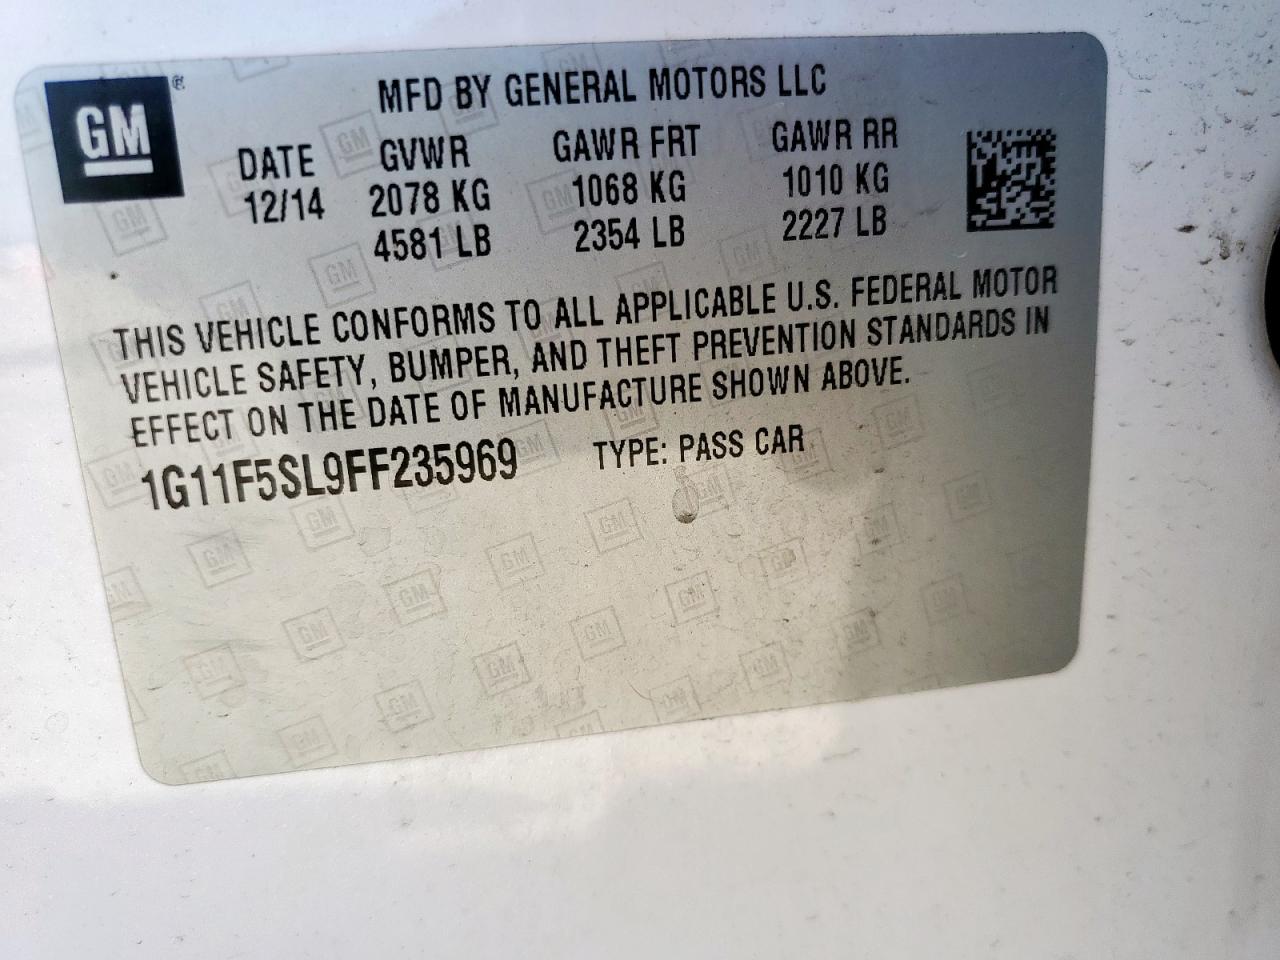 GM®
MFD BY GENERAL MOTORS LLC
DATE GVWR GAWR FRT GAWR RR
12/14 2078 KG 1068 KG 1010 KG
4581 LB 2354 LB 2227 LB
THIS VEHICLE CONFORMS TO ALL APPLICABLE U.S. FEDERAL MOTOR
VEHICLE SAFETY, BUMPER, AND THEFT PREVENTION STANDARDS IN
EFFECT ON THE DATE OF MANUFACTURE SHOWN ABOVE.
1G11F5SL9FF235969 TYPE: PASS CAR